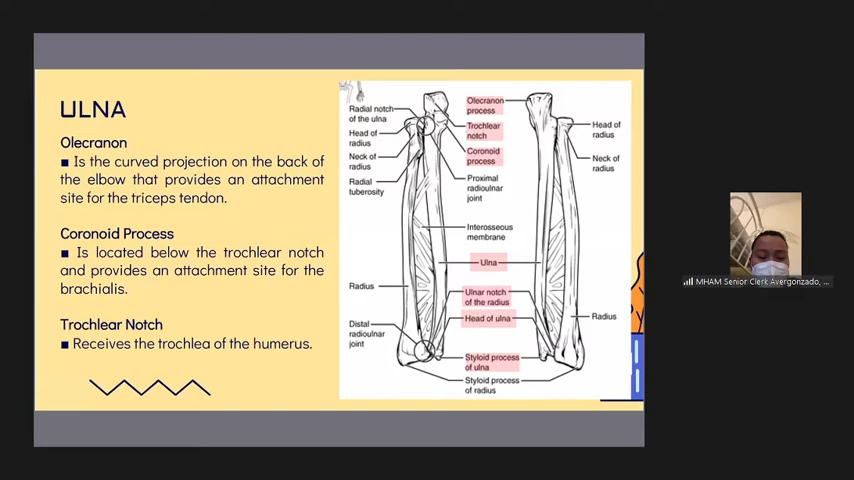 ULNA
Olecranon
■ Is the curved projection on the back of
the elbow that provides an attachment
site for the triceps tendon.
Coronoid Process
■ Is located below the trochlear notch
and provides an attachment site for the
brachialis.
Trochlear Notch
■ Receives the trochlea of the humerus.
Radial notch
of the ulna
Head of
radius
Neck of
radius
Radial
tuberosity
Radius
Distal
radioulnar
joint
Olecranon
process
Trochlear
notch
Coronoid
process
Proximal
radioulnar
joint
Interosseous
membrane
Ulna
Ulnar notch
of the radius
Head of ulna
Styloid process
of ulna
Styloid process
of radius
Head of
radius
Neck of
radius
Radius
MHAM Senior Clerk Avergonzado, ...